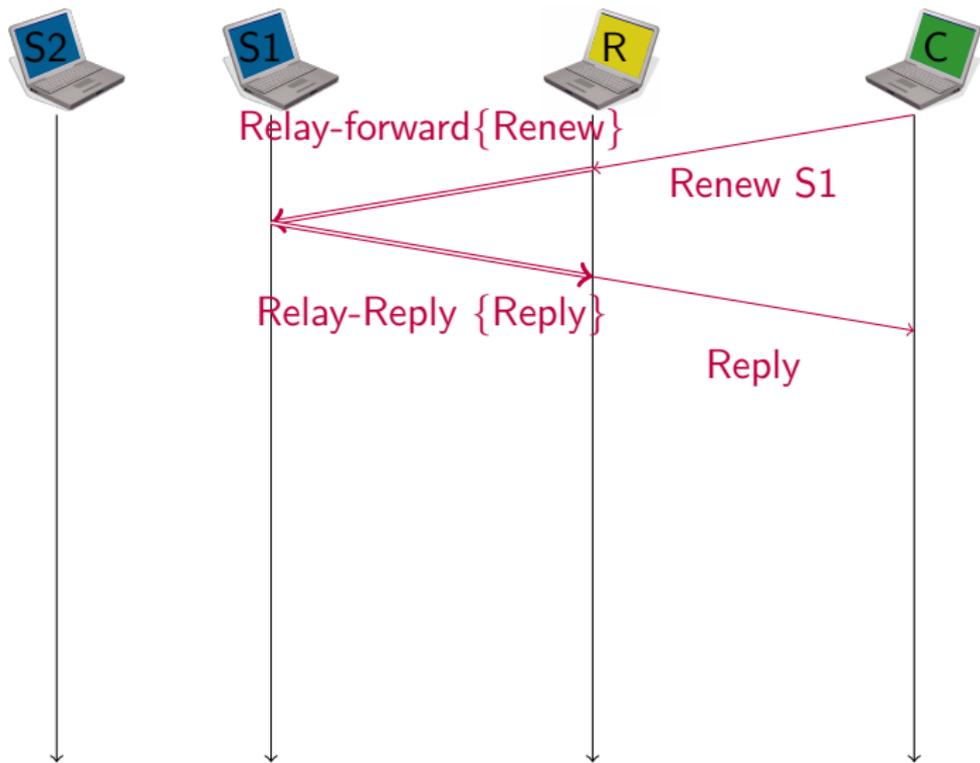 S2
S1
R
C
Relay-forward{Renew}
Renew S1
Relay-Reply {Reply}
Reply